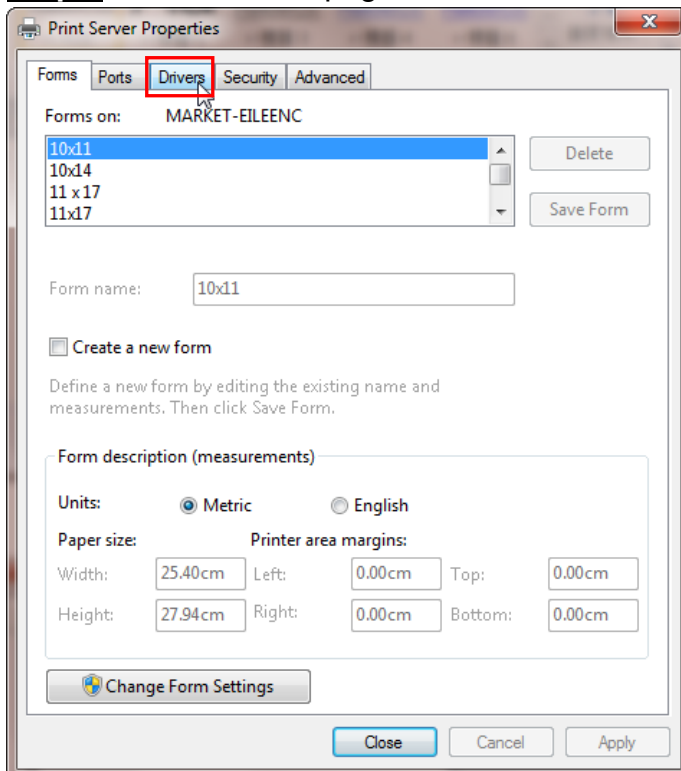 Print Server Properties
Forms Ports Drivers Security Advanced
Forms on: MARKET-EILEENC
10x11
10x14
11 x 17
11x17
Delete
Save Form
Form name: 10x11
Create a new form
Define a new form by editing the existing name and
measurements. Then click Save Form.
Form description (measurements)
Units: Metric English
Paper size: Printer area margins:
Width: 25.40cm Left: 0.00cm Top: 0.00cm
Height: 27.94cm Right: 0.00cm Bottom: 0.00cm
Change Form Settings
Close Cancel Apply